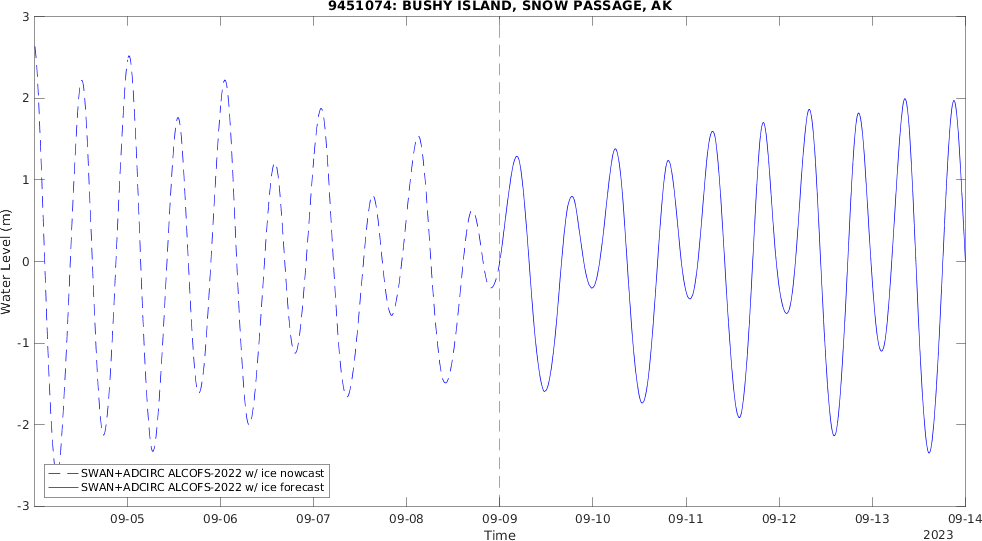 9451074: BUSHY ISLAND, SNOW PASSAGE, AK
3
2
1
0
-1
-2
-3
Water Level (m)
SWAN+ADCIRC ALCOFS-2022 w/ ice nowcast
SWAN+ADCIRC ALCOFS-2022 w/ ice forecast
09-05 09-06 09-07 09-08 09-09 09-10 09-11 09-12 09-13 09-14
Time
2023